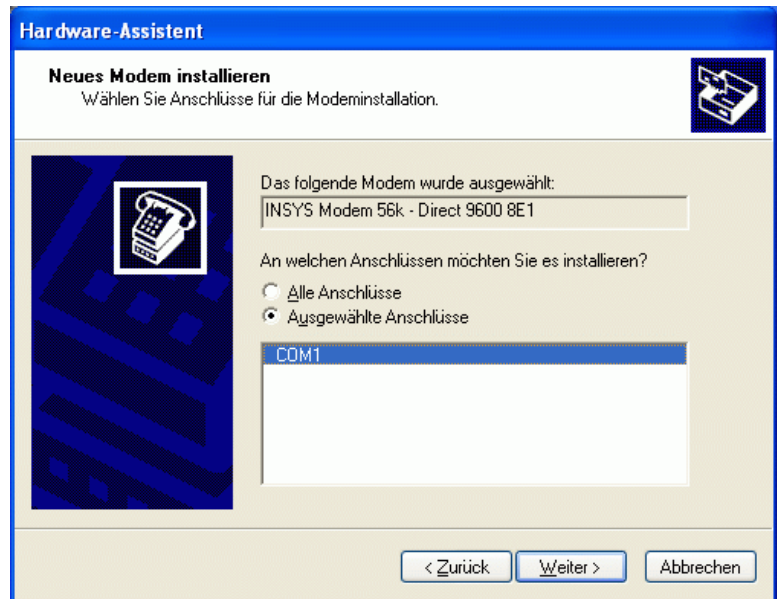 Hardware-Assistent
Neues Modem installieren
Wählen Sie Anschlüsse für die Modeminstallation.
Das folgende Modem wurde ausgewählt:
INSYS Modem 56k - Direct 9600 8E1
An welchen Anschlüssen möchten Sie es installieren?
Alle Anschlüsse
Ausgewählte Anschlüsse
COM1
< Zurück Weiter > Abbrechen